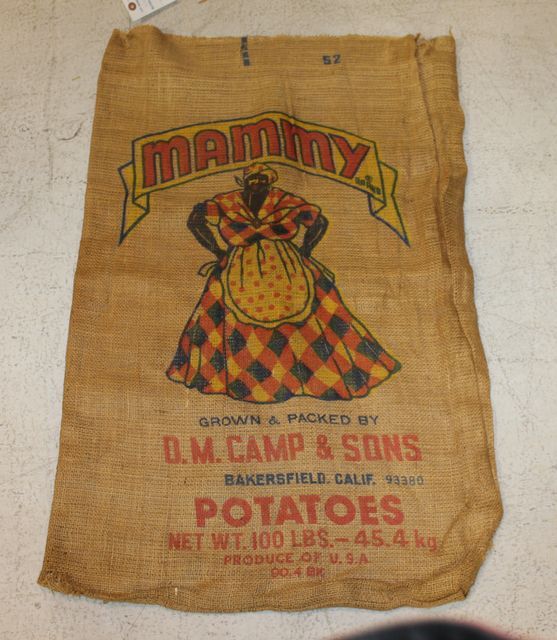 52
MAMMY
BRAND
GROWN & PACKED BY
D.M. CAMP & SONS
BAKERSFIELD. CALIF. 93380
POTATOES
NET WT. 100 LBS.-45.4 kg
PRODUCE OF U.S.A